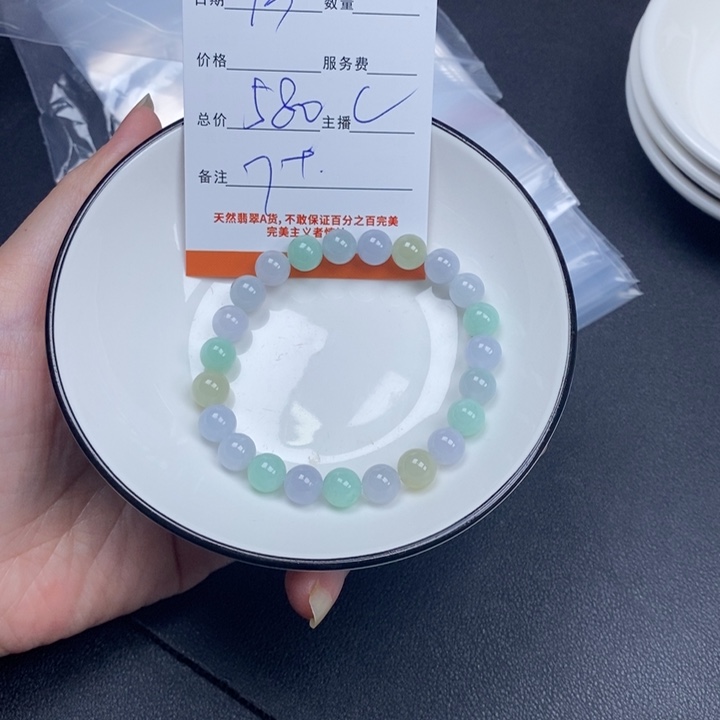 日期 数量
价格 服务费
总价 580 主播 C
备注 7+.
天然翡翠A货,不敢保证百分之百完美
完美主义者